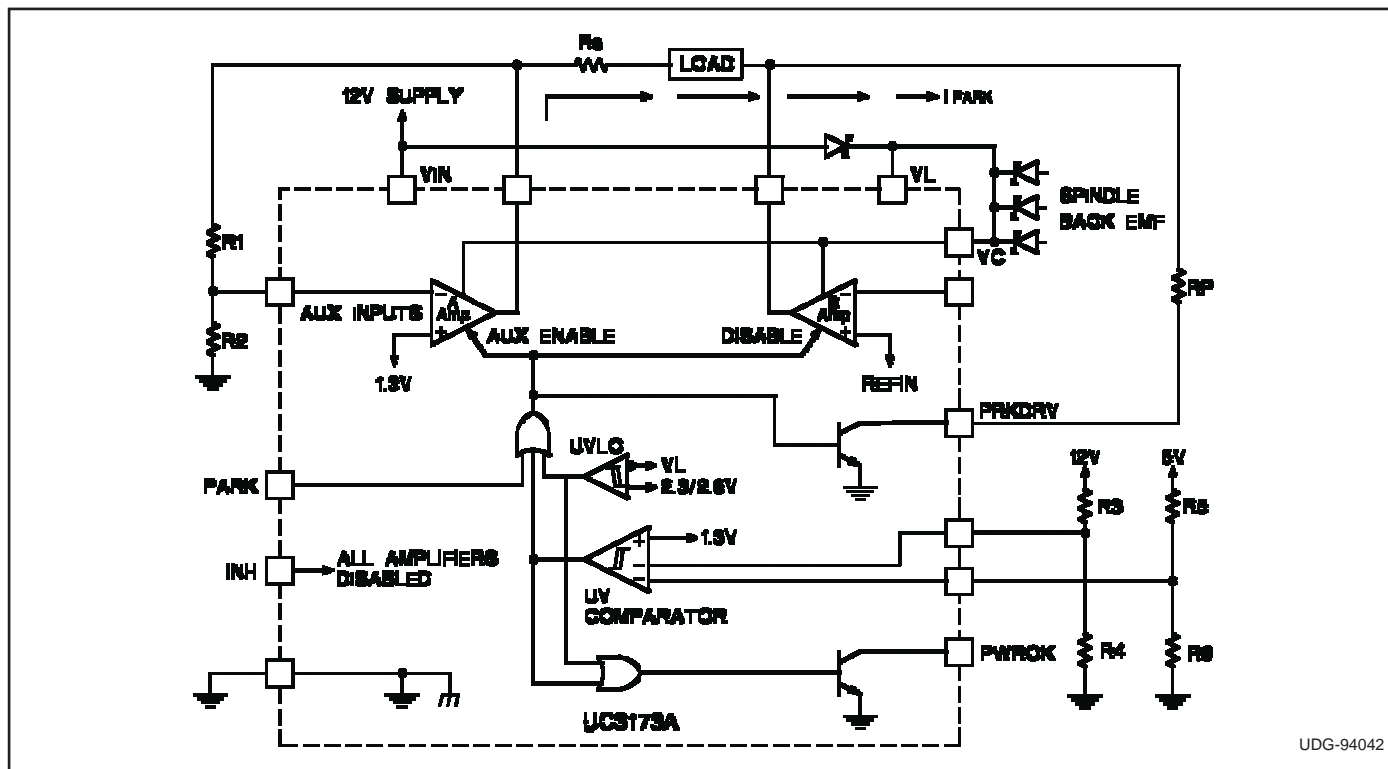 Rs
LOAD
12V SUPPLY
I PARK
VIN
VL
SPINDLE
BACK EMF
VC
R1
RP
AUX INPUTS
A
Amp
B
Amp
R2
AUX ENABLE
DISABLE
1.3V
REFIN
PRKDRV
UVLO
VL
2.3/2.6V
12V
5V
PARK
R3
R5
1.3V
ALL AMPLIFIERS
INH
DISABLED
UV
COMPARATOR
PWROK
R4
R6
UC3173A
UDG-94042